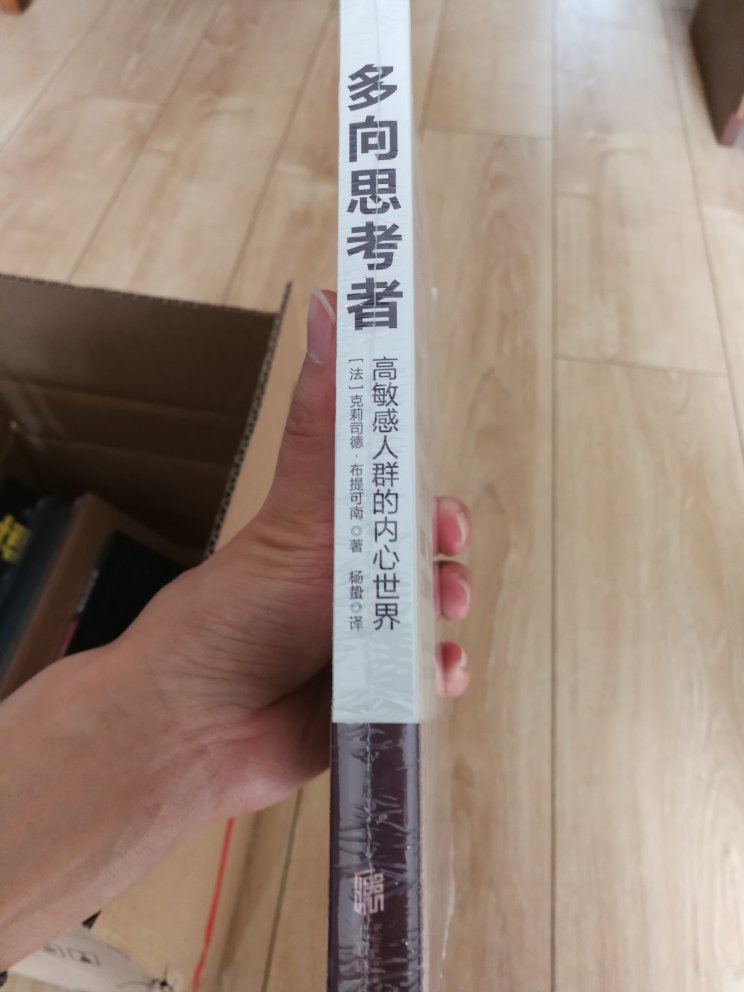 多向思考者
高敏感人群的内心世界
[法]克莉司德·布提可南◎著 杨蛰◎译